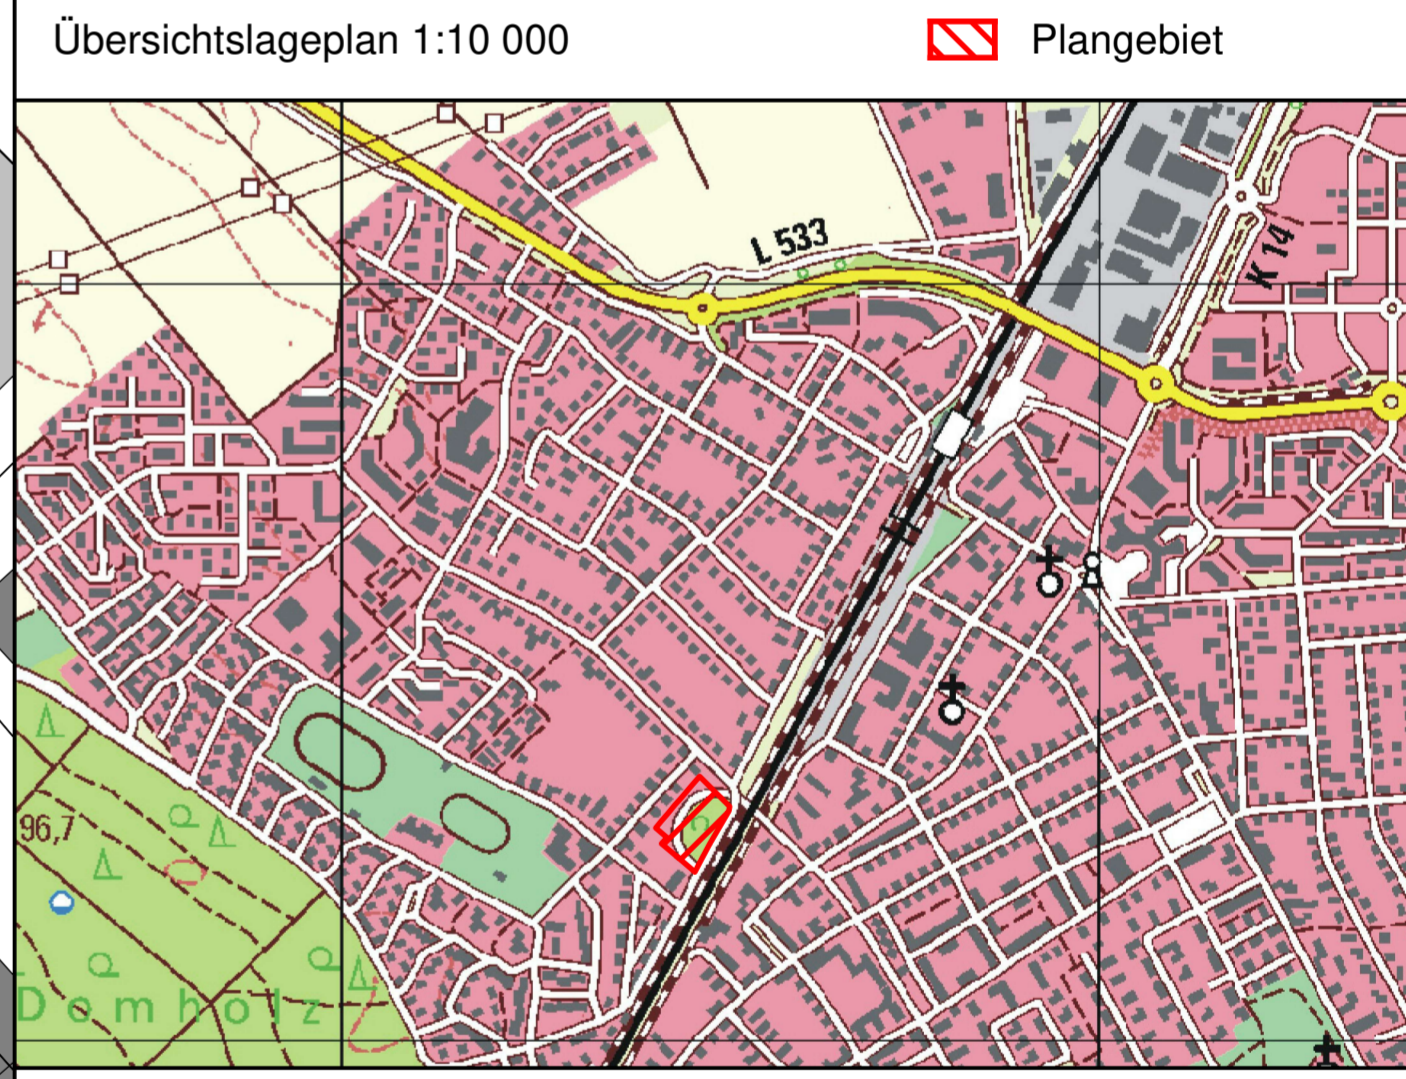 Übersichtslageplan 1:10 000
Plangebiet
L 533
K 14
96,7
Domholz